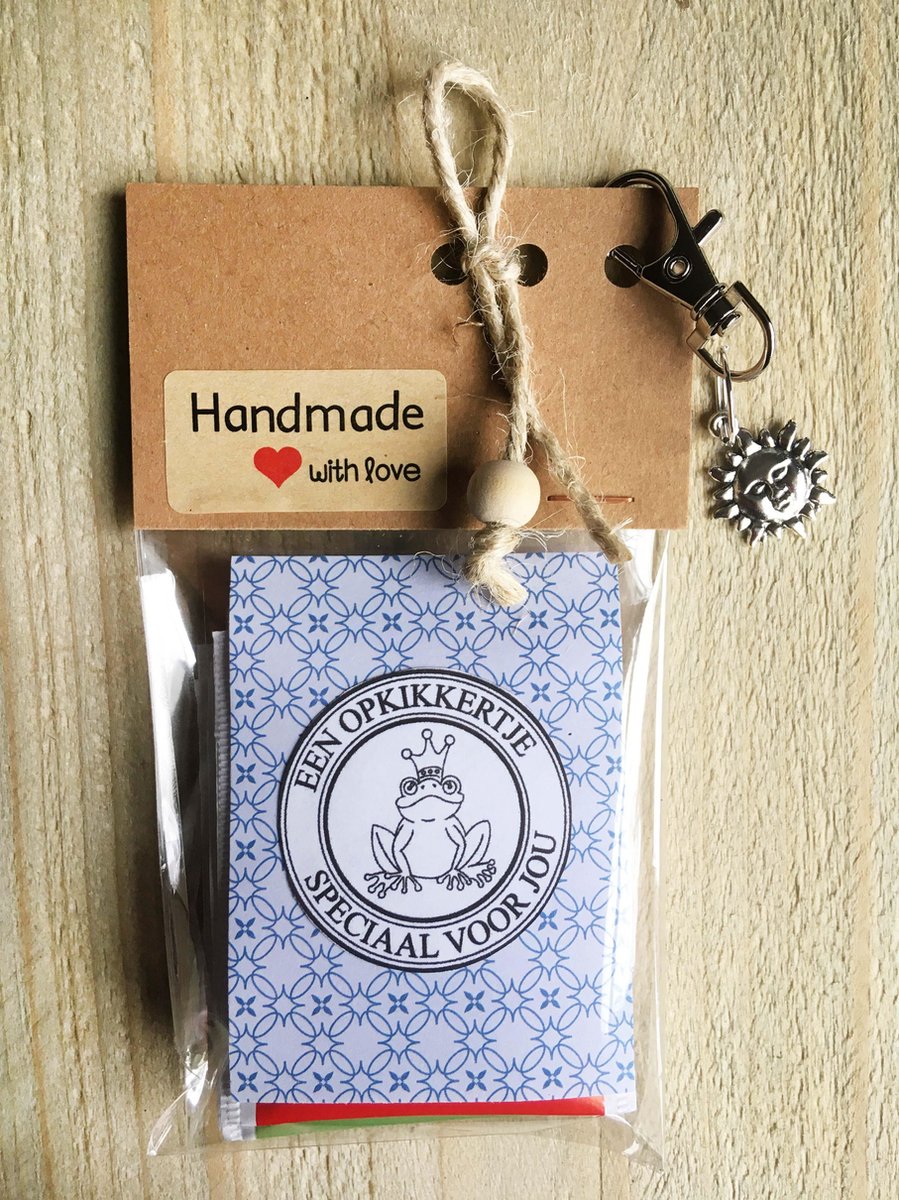 Handmade
with love
EEN OPKIKKERTJE
SPECIAAL VOOR JOU